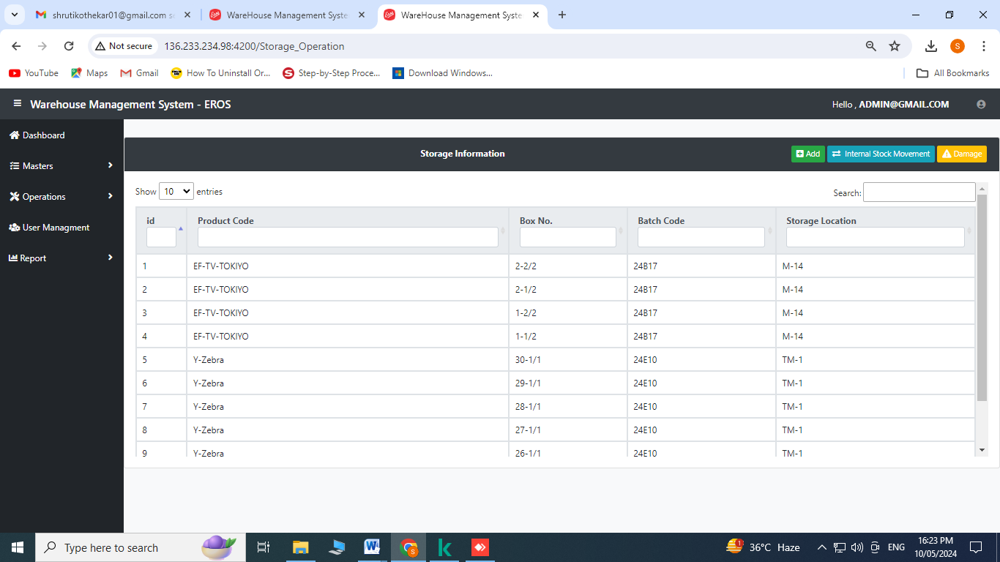 shrutikothekar01@gmail.com se
WareHouse Management Syste
WareHouse Management Syste
Not secure
136.233.234.98:4200/Storage_Operation
S
YouTube
Maps
Gmail
How To Uninstall Or...
Step-by-Step Proce...
Download Windows...
All Bookmarks
Warehouse Management System - EROS
Hello , ADMIN@GMAIL.COM
Dashboard
Masters
Operations
User Managment
Report
Storage Information
Add
Internal Stock Movement
Damage
Show 10 entries
Search:
id Product Code Box No. Batch Code Storage Location
1 EF-TV-TOKIYO 2-2/2 24B17 M-14
2 EF-TV-TOKIYO 2-1/2 24B17 M-14
3 EF-TV-TOKIYO 1-2/2 24B17 M-14
4 EF-TV-TOKIYO 1-1/2 24B17 M-14
5 Y-Zebra 30-1/1 24E10 TM-1
6 Y-Zebra 29-1/1 24E10 TM-1
7 Y-Zebra 28-1/1 24E10 TM-1
8 Y-Zebra 27-1/1 24E10 TM-1
9 Y-Zebra 26-1/1 24E10 TM-1
Type here to search
36°C Haze
ENG
16:23 PM
10/05/2024